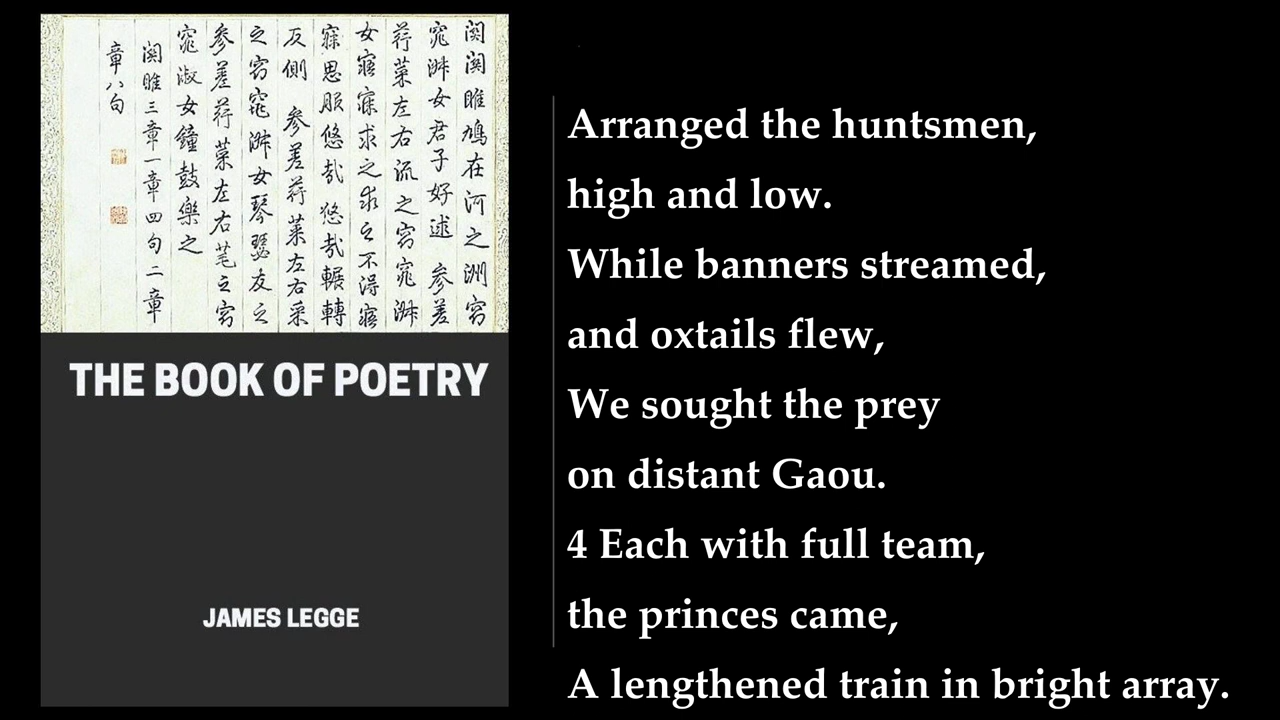 関関雎鳩在河之洲窈
窕淑女君子好逑 参差
荇菜左右流之窈窕淑
女寤寐求之求之不得寤
寐思服悠哉悠哉輾轉
反側 参差荇菜左右采
之窈窕淑女琴瑟友之
参差荇菜左右芼之窈
窕淑女鐘鼓樂之
関雎三章一章四句二章
章八句
THE BOOK OF POETRY
JAMES LEGGE
Arranged the huntsmen,
high and low.
While banners streamed,
and oxtails flew,
We sought the prey
on distant Gaou.
4 Each with full team,
the princes came,
A lengthened train in bright array.